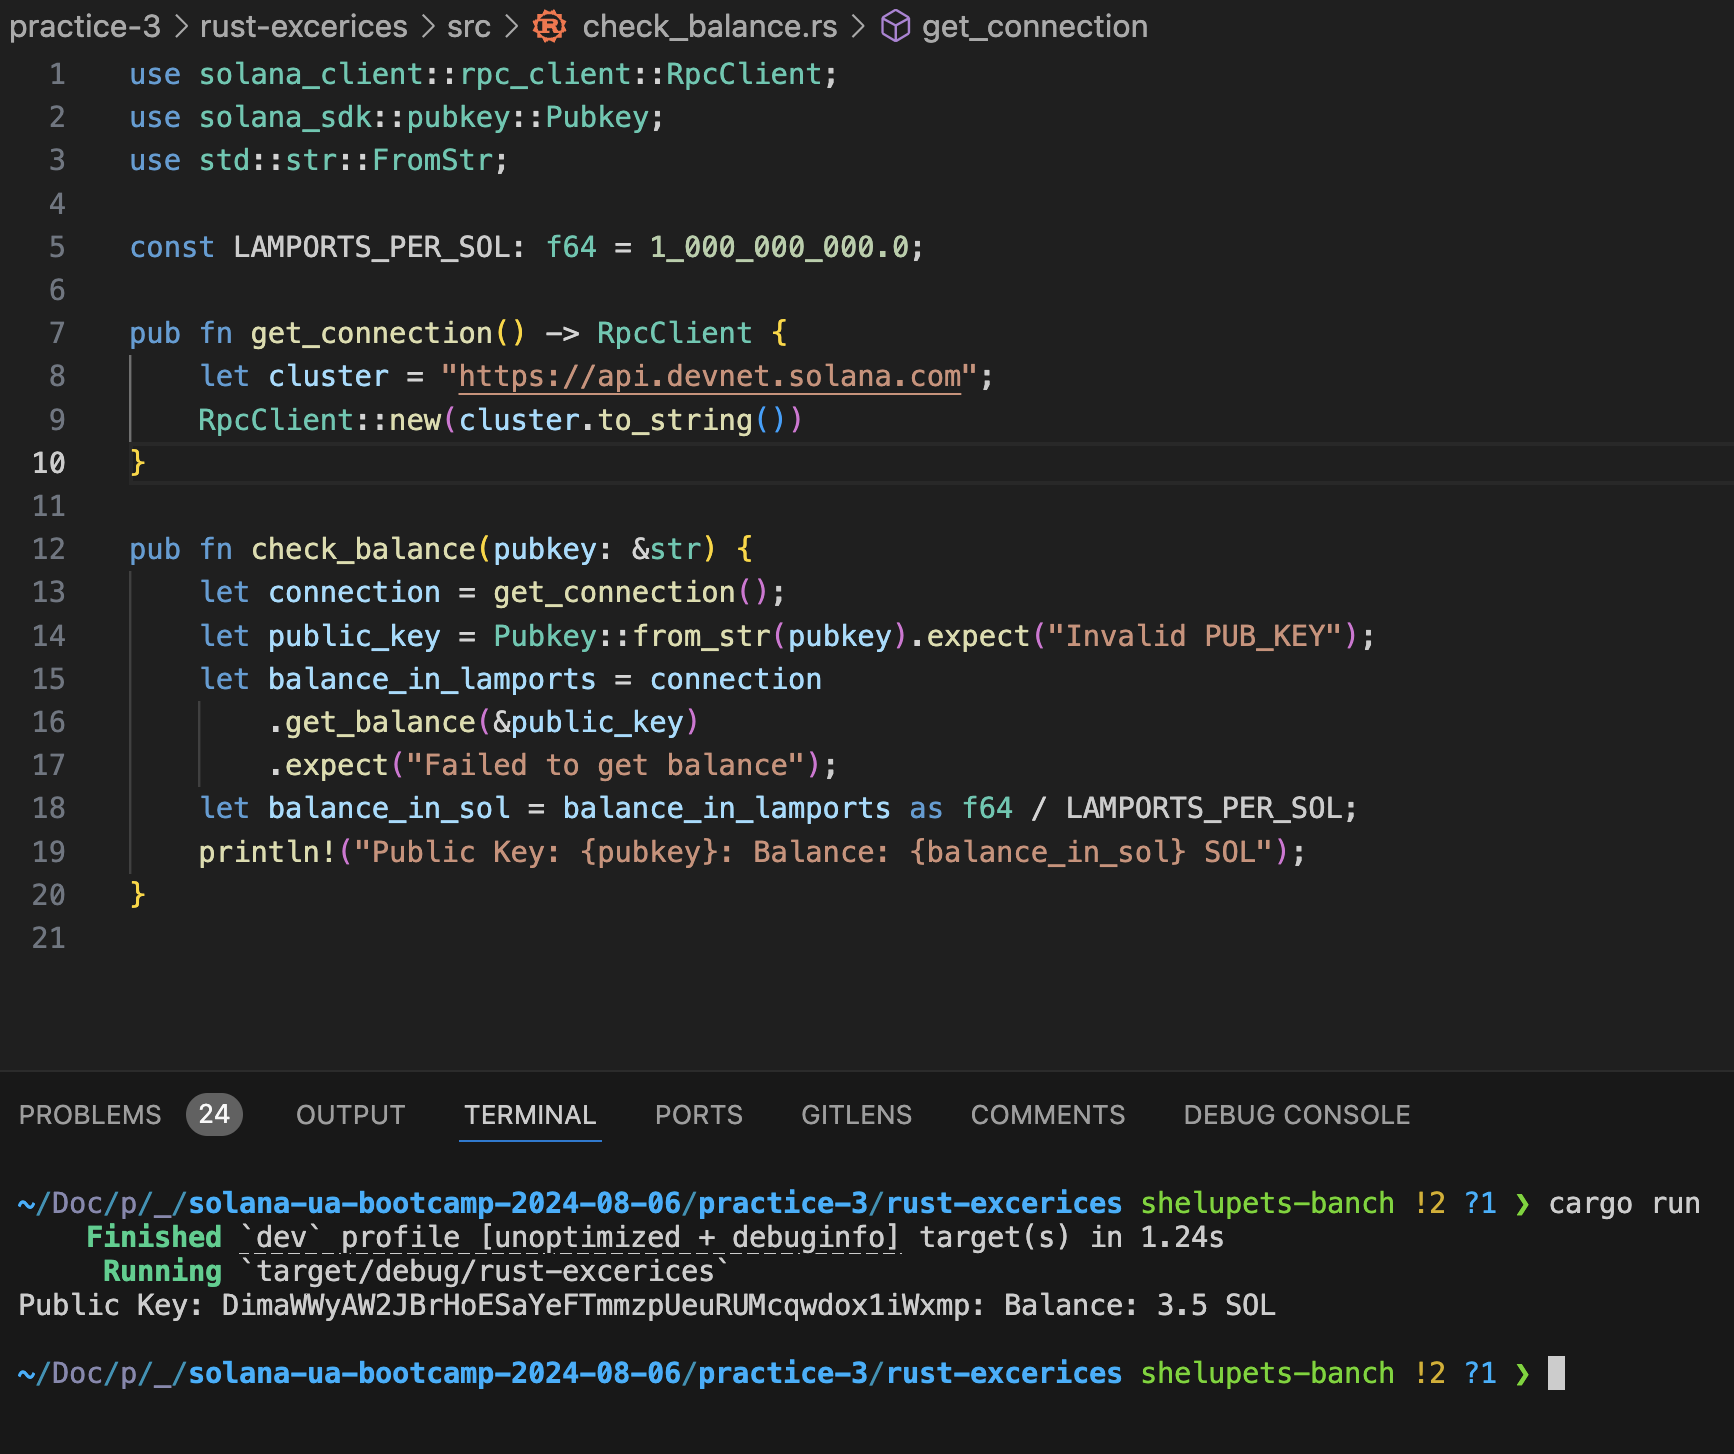 practice-3 > rust-excerices > src > check_balance.rs > get_connection
1 use solana_client::rpc_client::RpcClient;
2 use solana_sdk::pubkey::Pubkey;
3 use std::str::FromStr;
4
5 const LAMPORTS_PER_SOL: f64 = 1_000_000_000.0;
6
7 pub fn get_connection() -> RpcClient {
8     let cluster = "https://api.devnet.solana.com";
9     RpcClient::new(cluster.to_string())
10 }
11
12 pub fn check_balance(pubkey: &str) {
13     let connection = get_connection();
14     let public_key = Pubkey::from_str(pubkey).expect("Invalid PUB_KEY");
15     let balance_in_lamports = connection
16         .get_balance(&public_key)
17         .expect("Failed to get balance");
18     let balance_in_sol = balance_in_lamports as f64 / LAMPORTS_PER_SOL;
19     println!("Public Key: {pubkey}: Balance: {balance_in_sol} SOL");
20 }
21
PROBLEMS 24 OUTPUT TERMINAL PORTS GITLENS COMMENTS DEBUG CONSOLE
~/Doc/p/_/solana-ua-bootcamp-2024-08-06/practice-3/rust-excerices shelupets-banch !2 ?1 ❯ cargo run
    Finished `dev` profile [unoptimized + debuginfo] target(s) in 1.24s
     Running `target/debug/rust-excerices`
Public Key: DimaWWyAW2JBrHoESaYeFTmmzpUeuRUMcqwdox1iWxmp: Balance: 3.5 SOL
~/Doc/p/_/solana-ua-bootcamp-2024-08-06/practice-3/rust-excerices shelupets-banch !2 ?1 ❯